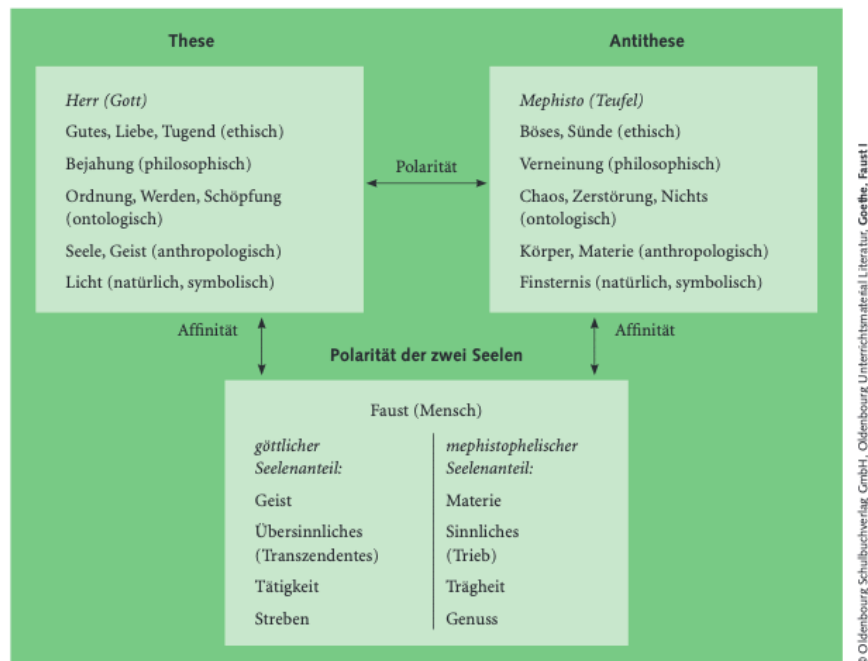 These
Antithese
Herr (Gott)
Gutes, Liebe, Tugend (ethisch)
Bejahung (philosophisch)
Ordnung, Werden, Schöpfung
(ontologisch)
Seele, Geist (anthropologisch)
Licht (natürlich, symbolisch)
Polarität
Mephisto (Teufel)
Böses, Sünde (ethisch)
Verneinung (philosophisch)
Chaos, Zerstörung, Nichts
(ontologisch)
Körper, Materie (anthropologisch)
Finsternis (natürlich, symbolisch)
Affinität
Affinität
Polarität der zwei Seelen
Faust (Mensch)
göttlicher
Seelenanteil:
Geist
Übersinnliches
(Transzendentes)
Tätigkeit
Streben
mephistophelischer
Seelenanteil:
Materie
Sinnliches
(Trieb)
Trägheit
Genuss
© Oldenbourg Schulbuchverlag GmbH, Oldenbourg Unterrichtsmaterial Literatur, Goethe, Faust I